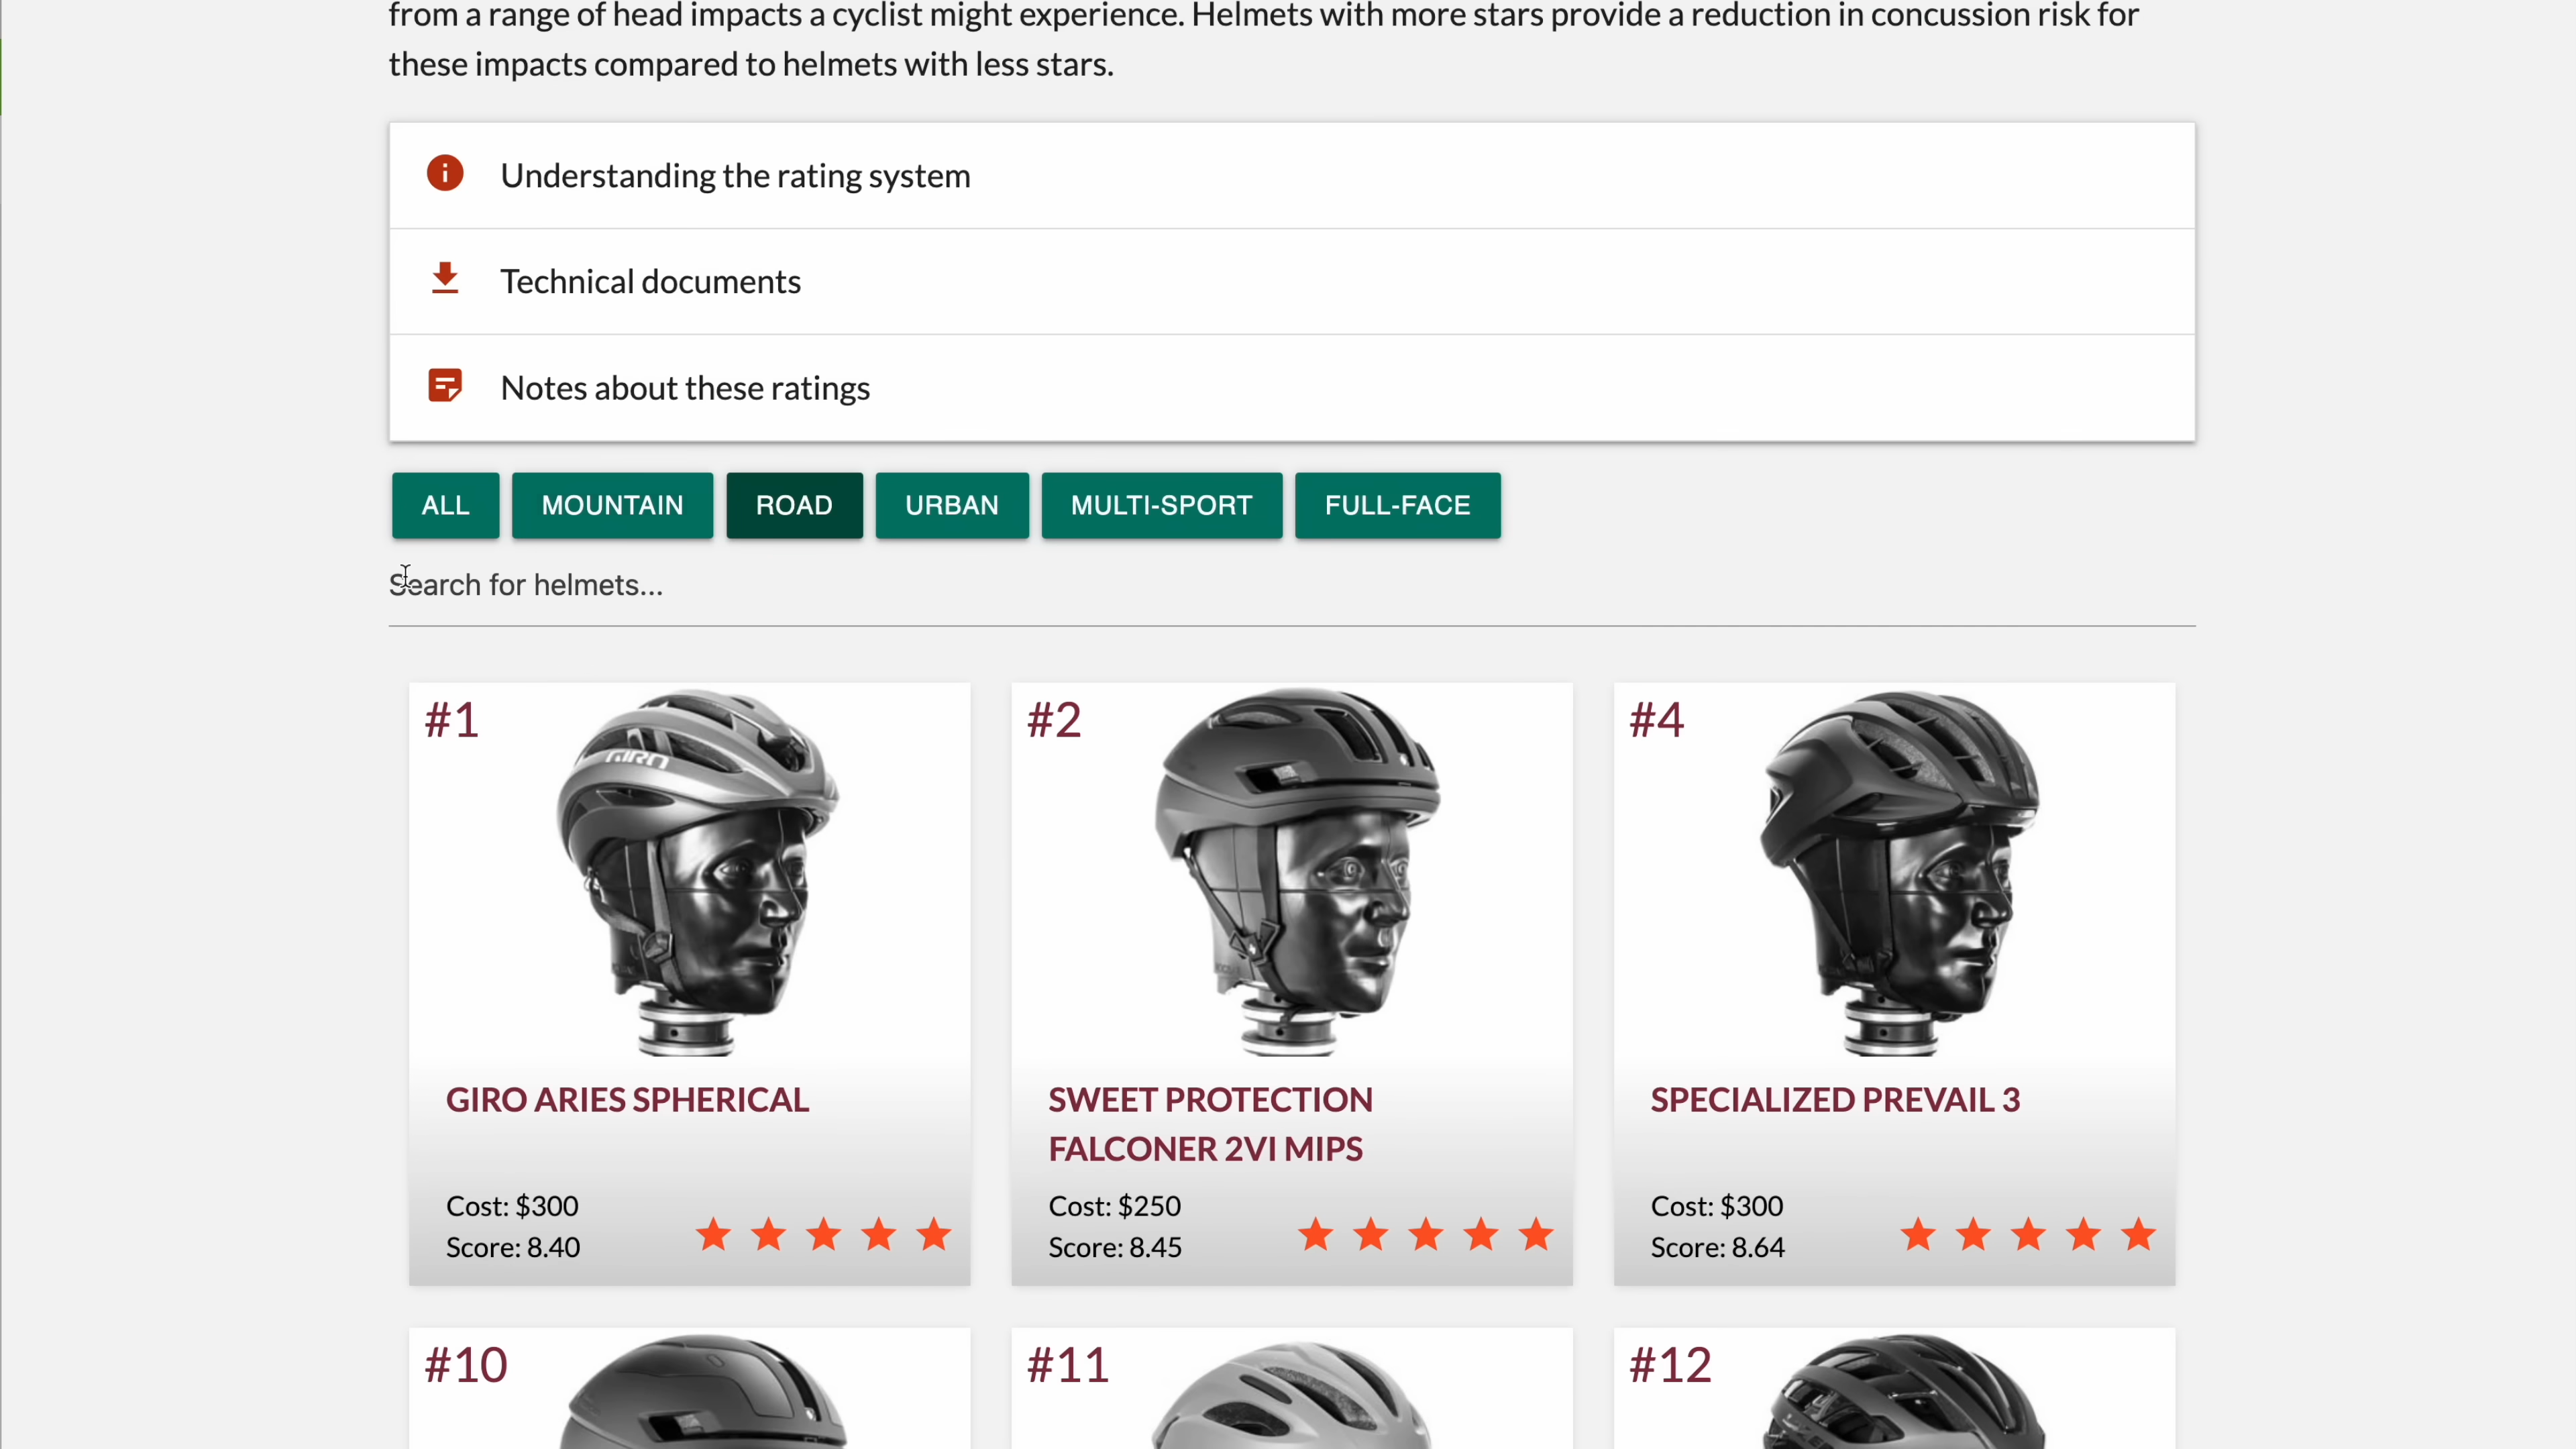 from a range of head impacts a cyclist might experience. Helmets with more stars provide a reduction in concussion risk for
these impacts compared to helmets with less stars.
Understanding the rating system
Technical documents
Notes about these ratings
ALL
MOUNTAIN
ROAD
URBAN
MULTI-SPORT
FULL-FACE
Search for helmets...
#1
GIRO
GIRO ARIES SPHERICAL
Cost: $300
Score: 8.40
#2
SWEET PROTECTION
FALCONER 2VI MIPS
Cost: $250
Score: 8.45
#4
SPECIALIZED PREVAIL 3
Cost: $300
Score: 8.64
#10
#11
#12